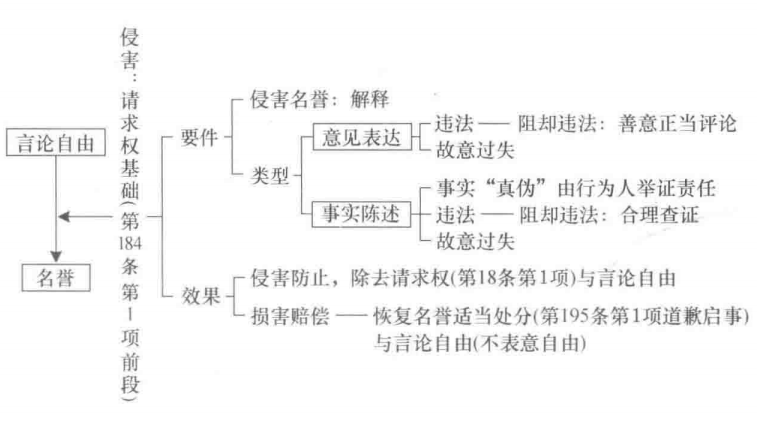 言论自由
名誉
侵害：请求权基础（第184条第1项前段）
要件
侵害名誉：解释
类型
意见表达
违法
阻却违法：善意正当评论
故意过失
事实陈述
事实“真伪”由行为人举证责任
违法
阻却违法：合理查证
故意过失
效果
侵害防止，除去请求权(第18条第1项)与言论自由
损害赔偿
恢复名誉适当处分(第195条第1项道歉启事)
与言论自由(不表意自由)